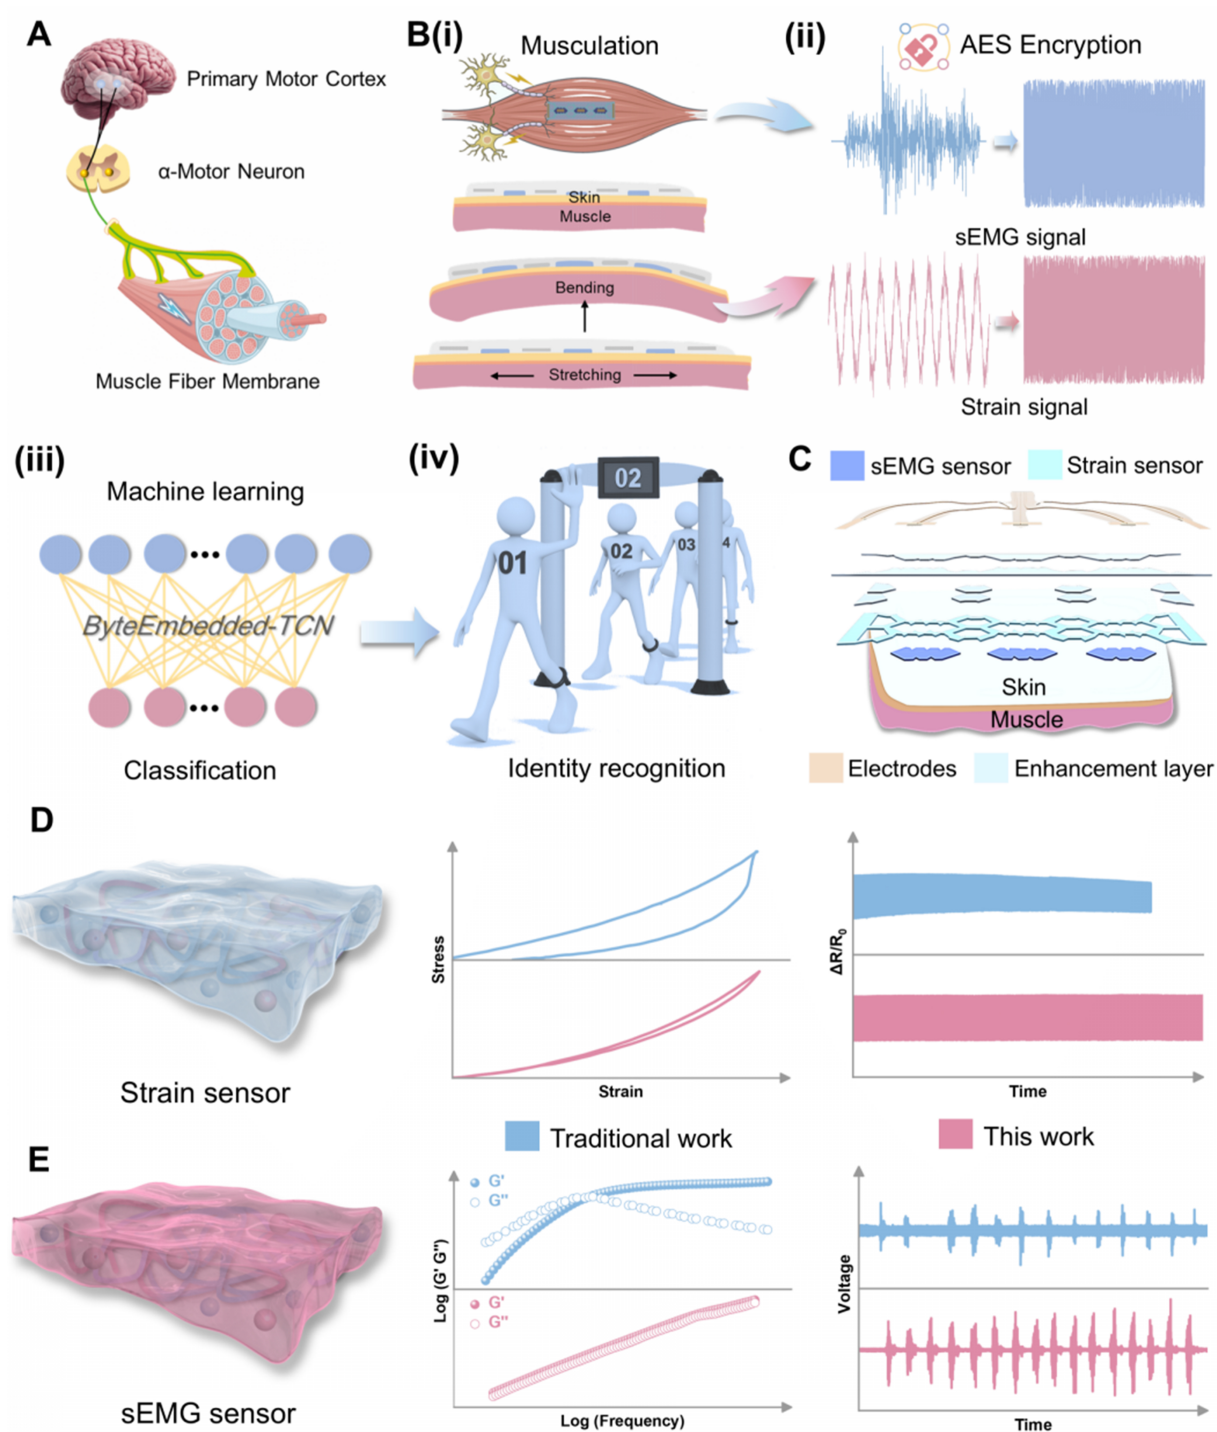 A
Primary Motor Cortex
α-Motor Neuron
Muscle Fiber Membrane
B(i)
Musculation
Skin
Muscle
Bending
Stretching
(ii)
AES Encryption
sEMG signal
Strain signal
(iii)
Machine learning
ByteEmbedded-TCN
Classification
(iv)
02
01
02
03
4
Identity recognition
C
sEMG sensor
Strain sensor
Skin
Muscle
Electrodes
Enhancement layer
D
Strain sensor
Stress
Strain
ΔR/R0
Time
Traditional work
This work
E
sEMG sensor
G'
G''
G'
G''
Log (G' G'')
Log (Frequency)
Voltage
Time